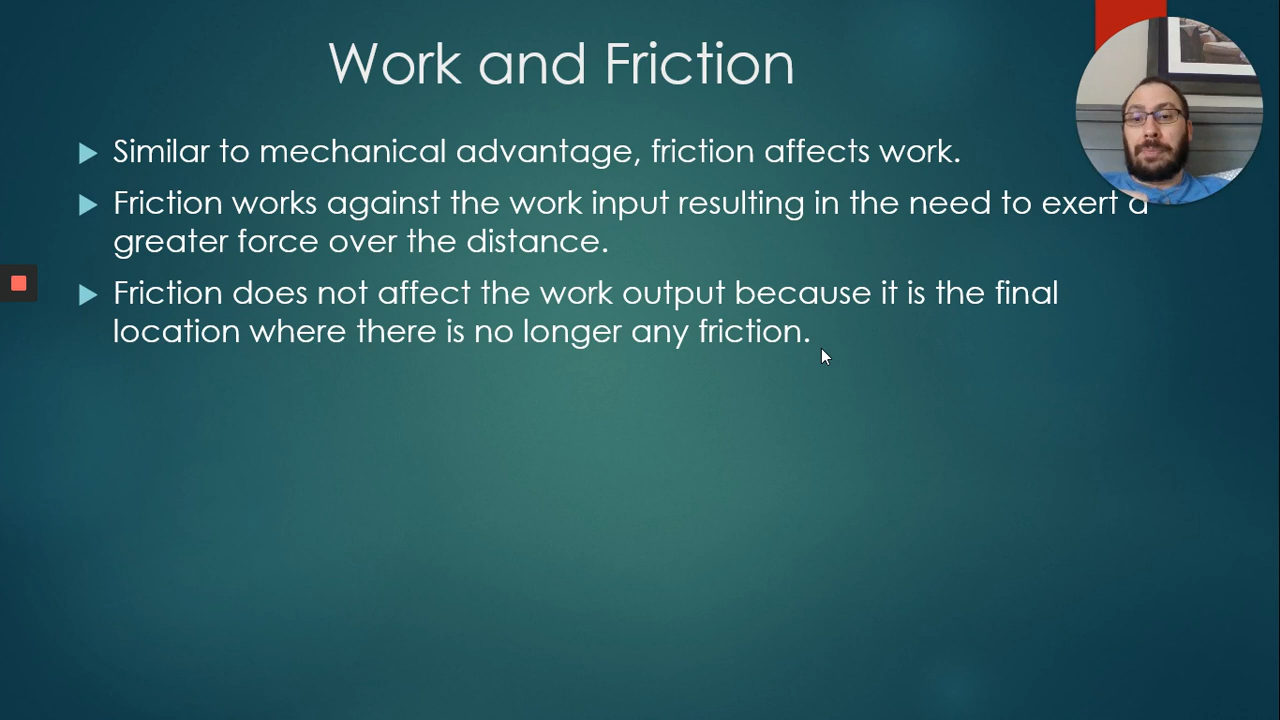 Work and Friction
Similar to mechanical advantage, friction affects work.
Friction works against the work input resulting in the need to exert a
greater force over the distance.
Friction does not affect the work output because it is the final
location where there is no longer any friction.